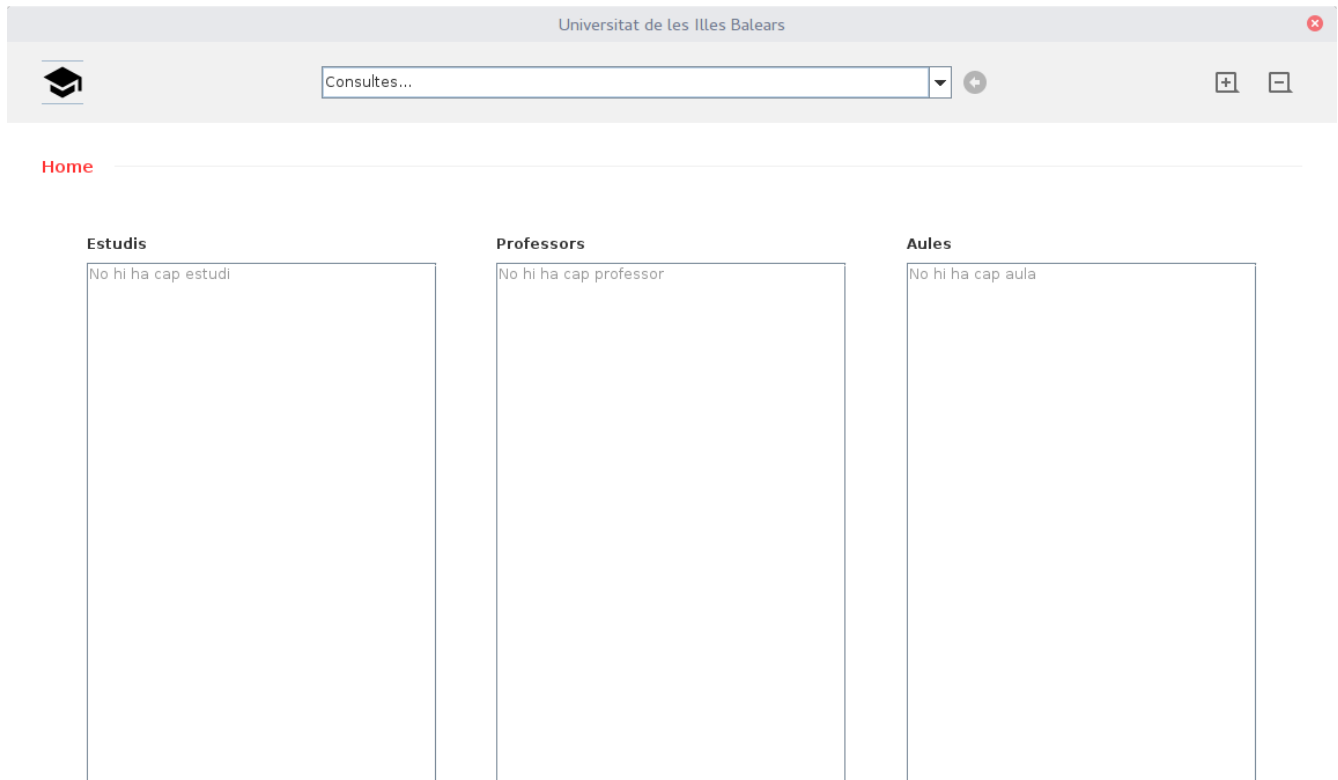 Universitat de les Illes Balears
Consultes...
Home
Estudis
No hi ha cap estudi
Professors
No hi ha cap professor
Aules
No hi ha cap aula